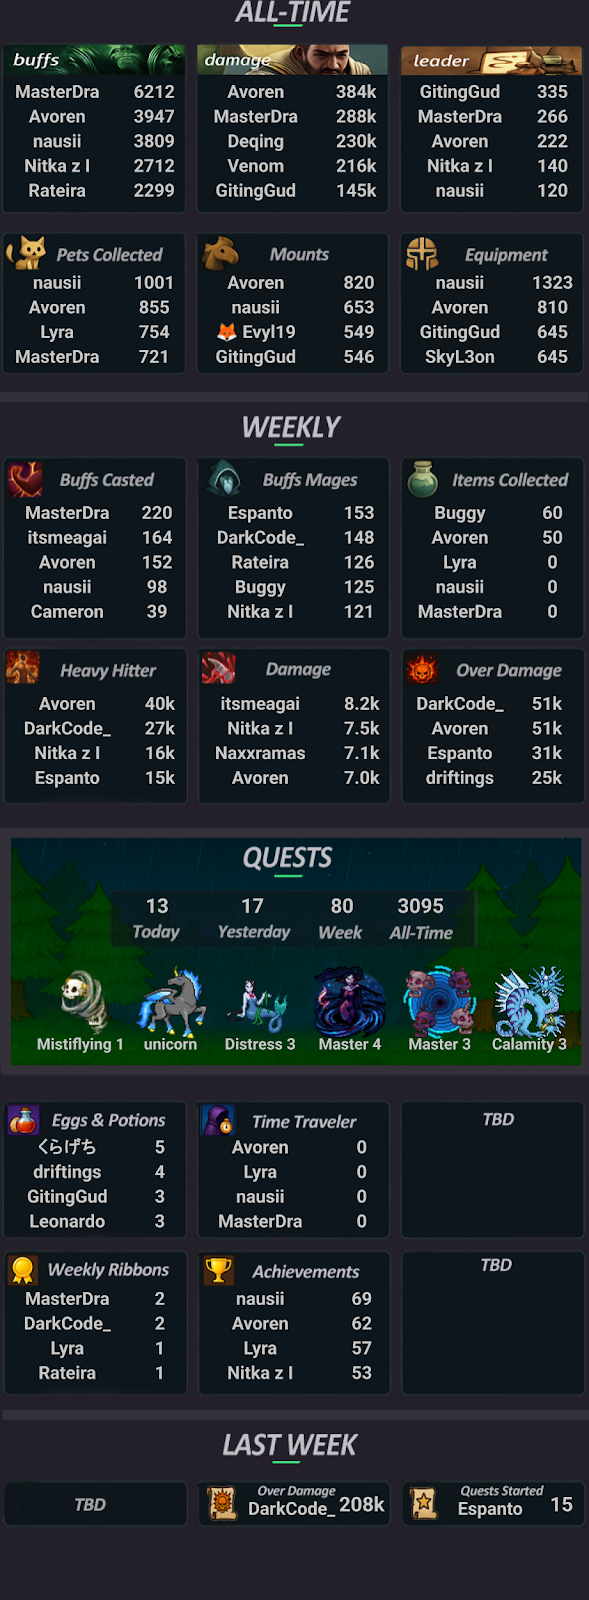 ALL-TIME
buffs
MasterDra 6212
Avoren 3947
nausii 3809
Nitka z l 2712
Rateira 2299
damage
Avoren 384k
MasterDra 288k
Deqing 230k
Venom 216k
GitingGud 145k
leader
GitingGud 335
MasterDra 266
Avoren 222
Nitka z l 140
nausii 120
Pets Collected
nausii 1001
Avoren 855
Lyra 754
MasterDra 721
Mounts
Avoren 820
nausii 653
🦊 Evyl19 549
GitingGud 546
Equipment
nausii 1323
Avoren 810
GitingGud 645
SkyL3on 645
WEEKLY
Buffs Casted
MasterDra 220
itsmeagai 164
Avoren 152
nausii 98
Cameron 39
Buffs Mages
Espanto 153
DarkCode_ 148
Rateira 126
Buggy 125
Nitka z l 121
Items Collected
Buggy 60
Avoren 50
Lyra 0
nausii 0
MasterDra 0
Heavy Hitter
Avoren 40k
DarkCode_ 27k
Nitka z l 16k
Espanto 15k
Damage
itsmeagai 8.2k
Nitka z l 7.5k
Naxxramas 7.1k
Avoren 7.0k
Over Damage
DarkCode_ 51k
Avoren 51k
Espanto 31k
driftings 25k
QUESTS
13 17 80 3095
Today Yesterday Week All-Time
Mistiflying 1 unicorn Distress 3 Master 4 Master 3 Calamity 3
Eggs & Potions
くらげち 5
driftings 4
GitingGud 3
Leonardo 3
Time Traveler
Avoren 0
Lyra 0
nausii 0
MasterDra 0
TBD
Weekly Ribbons
MasterDra 2
DarkCode_ 2
Lyra 1
Rateira 1
Achievements
nausii 69
Avoren 62
Lyra 57
Nitka z l 53
TBD
LAST WEEK
TBD
Over Damage
DarkCode_ 208k
Quests Started
Espanto 15